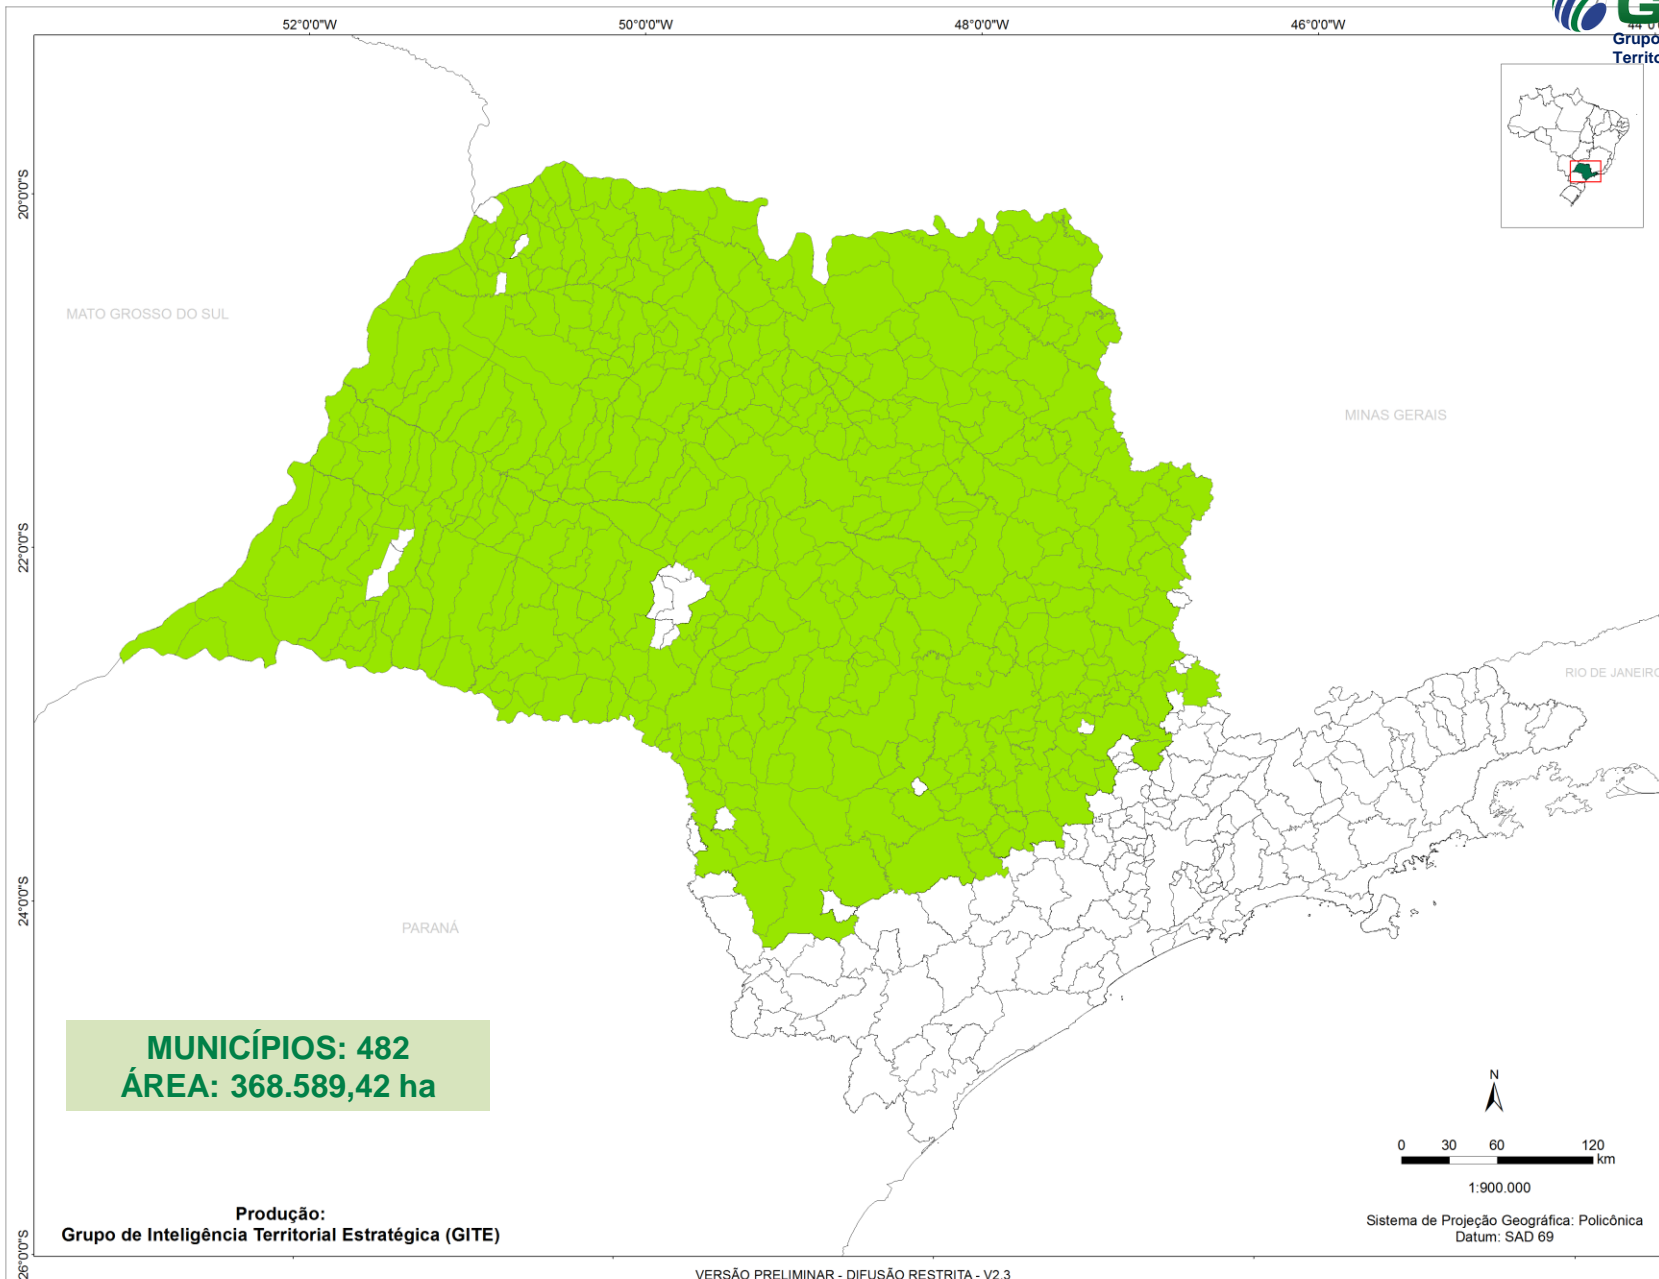 52°0'0"W
50°0'0"W
48°0'0"W
46°0'0"W
G
Grupo
Territo
20°0'0"S
22°0'0"S
24°0'0"S
26°0'0"S
MATO GROSSO DO SUL
MINAS GERAIS
RIO DE JANEIRO
PARANÁ
MUNICÍPIOS: 482
ÁREA: 368.589,42 ha
N
0 30 60 120
km
1:900.000
Produção:
Grupo de Inteligência Territorial Estratégica (GITE)
Sistema de Projeção Geográfica: Policônica
Datum: SAD 69
VERSÃO PRELIMINAR - DIFUSÃO RESTRITA - V2.3